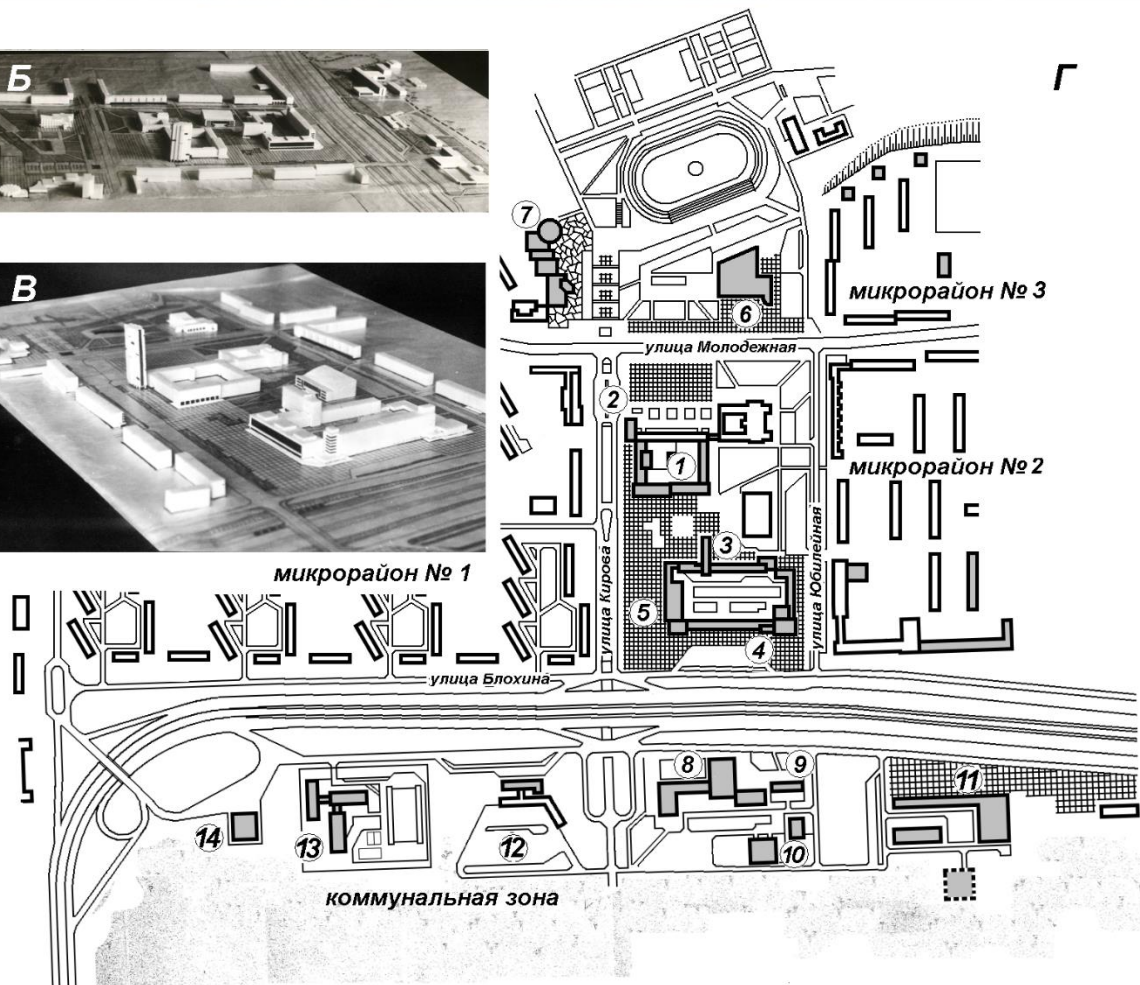 Б
Г
7
В
микрорайон № 3
6
улица Молодежная
2
микрорайон № 2
1
3
микрорайон № 1
улица Кирова
улица Юбилейная
5
4
улица Блохина
8
9
11
14
13
12
10
коммунальная зона